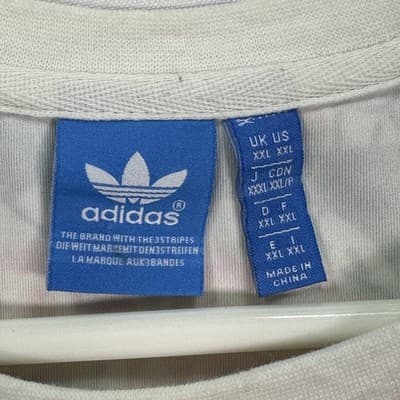 adidas®
THE BRAND WITH THE 3 STRIPES
DIE WELTMARKE MIT DEN 3 STREIFEN
LA MARQUE AUX 3 BANDES
UK US
XXL XXL
J CDN
XXXL XXL/P
D F
XXL XXL
E I
XXL XXL
MADE IN
CHINA